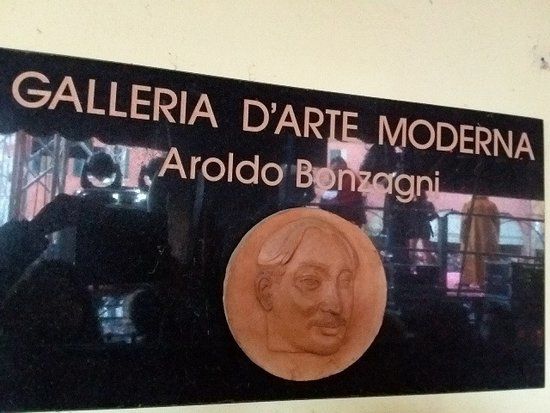 GALLERIA D'ARTE MODERNA
Aroldo Bonzagni